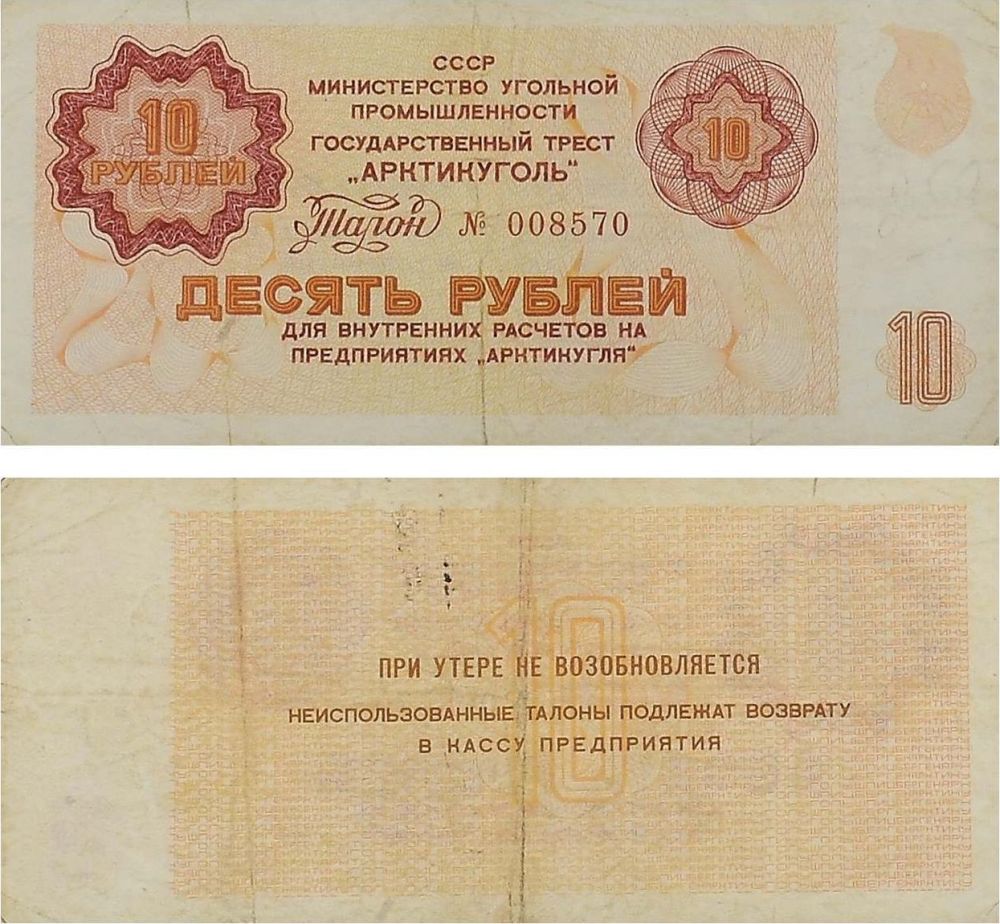 СССР
МИНИСТЕРСТВО УГОЛЬНОЙ
ПРОМЫШЛЕННОСТИ
ГОСУДАРСТВЕННЫЙ ТРЕСТ
„АРКТИКУГОЛЬ“
10
РУБЛЕЙ
10
Талон № 008570
ДЕСЯТЬ РУБЛЕЙ
ДЛЯ ВНУТРЕННИХ РАСЧЕТОВ НА
ПРЕДПРИЯТИЯХ „АРКТИКУГЛЯ“
10
10
ПРИ УТЕРЕ НЕ ВОЗОБНОВЛЯЕТСЯ
НЕИСПОЛЬЗОВАННЫЕ ТАЛОНЫ ПОДЛЕЖАТ ВОЗВРАТУ
В КАССУ ПРЕДПРИЯТИЯ